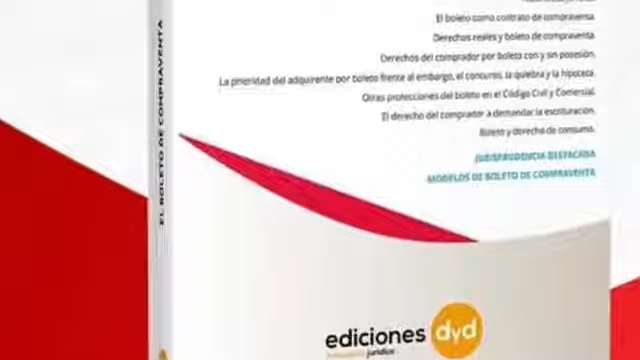 El boleto como contrato de compraventa.
Derechos reales y boleto de compraventa.
Derechos del comprador por boleto con y sin posesión.
La prioridad del adquirente por boleto frente al embargo, el concurso, la quiebra y la hipoteca.
Otras protecciones del boleto en el Código Civil y Comercial.
El derecho del comprador a demandar la escrituración.
Boleto y derecho de consumo.
JURISPRUDENCIA DESTACADA
MODELOS DE BOLETO DE COMPRAVENTA
EL BOLETO DE COMPRAVENTA
ediciones dyd
jurídico